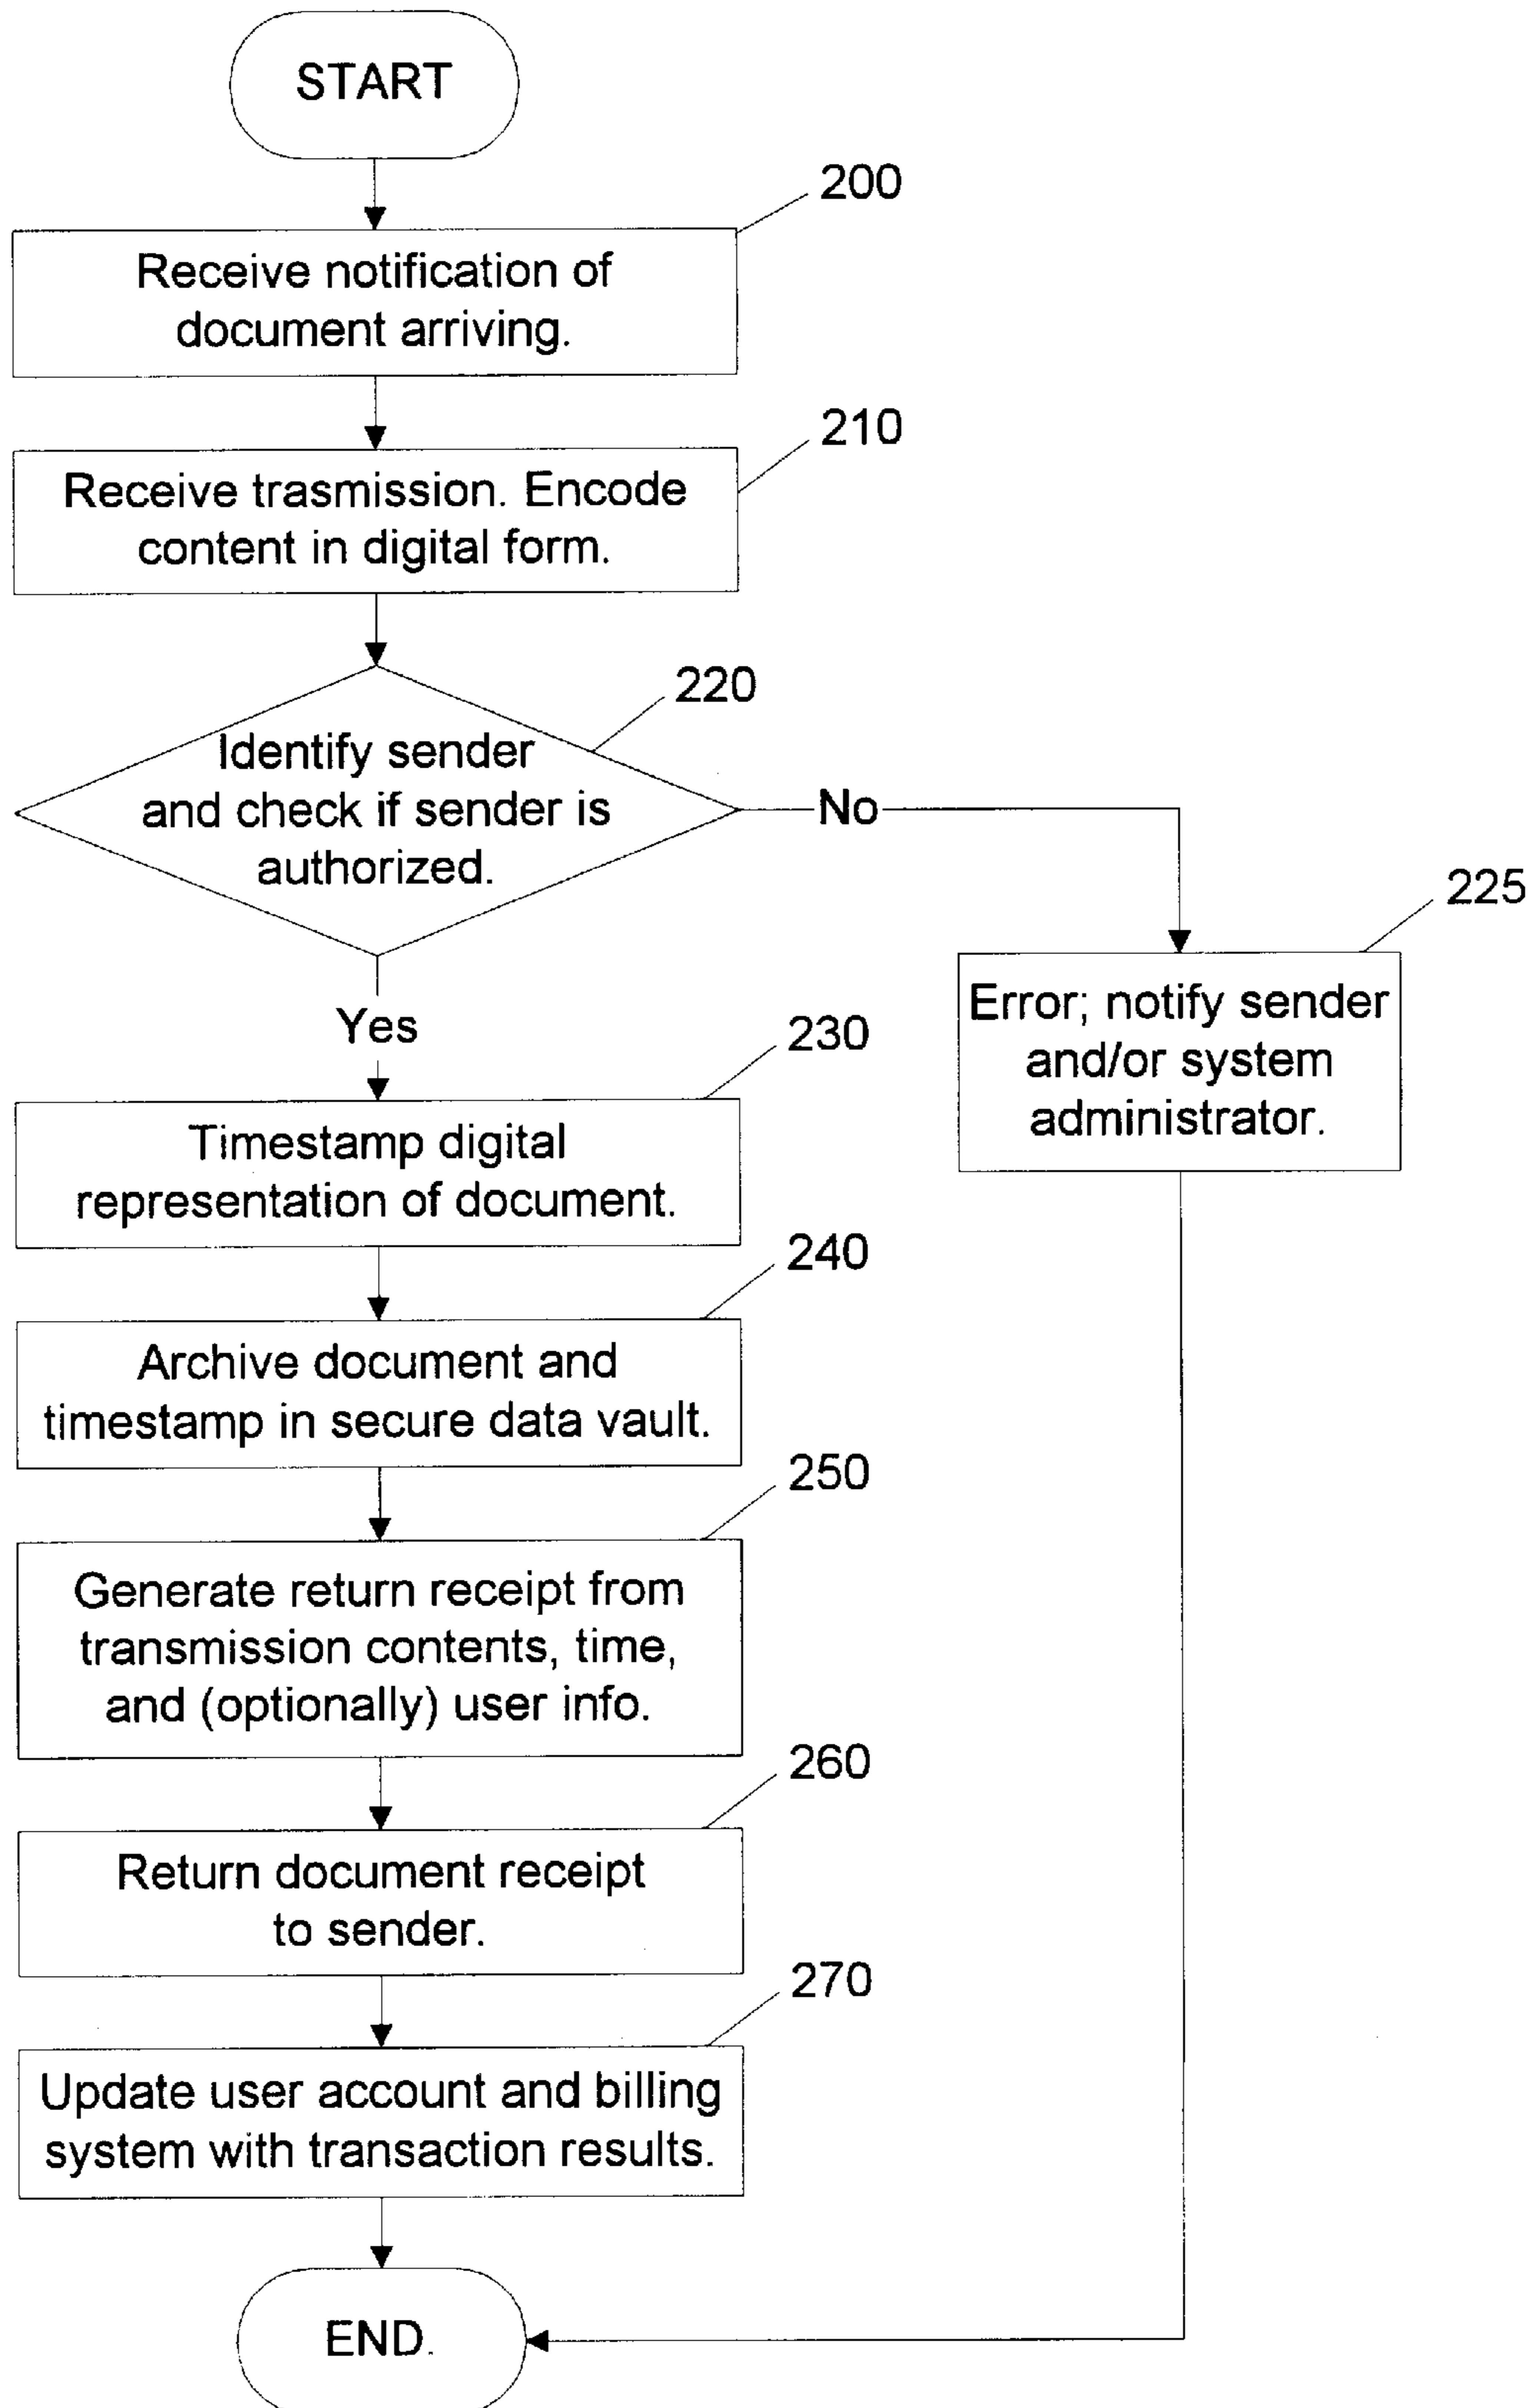 START
200
Receive notification of
document arriving.
210
Receive trasmission. Encode
content in digital form.
220
Identify sender
and check if sender is
authorized.
No
225
Error; notify sender
and/or system
administrator.
Yes
230
Timestamp digital
representation of document.
240
Archive document and
timestamp in secure data vault.
250
Generate return receipt from
transmission contents, time,
and (optionally) user info.
260
Return document receipt
to sender.
270
Update user account and billing
system with transaction results.
END.